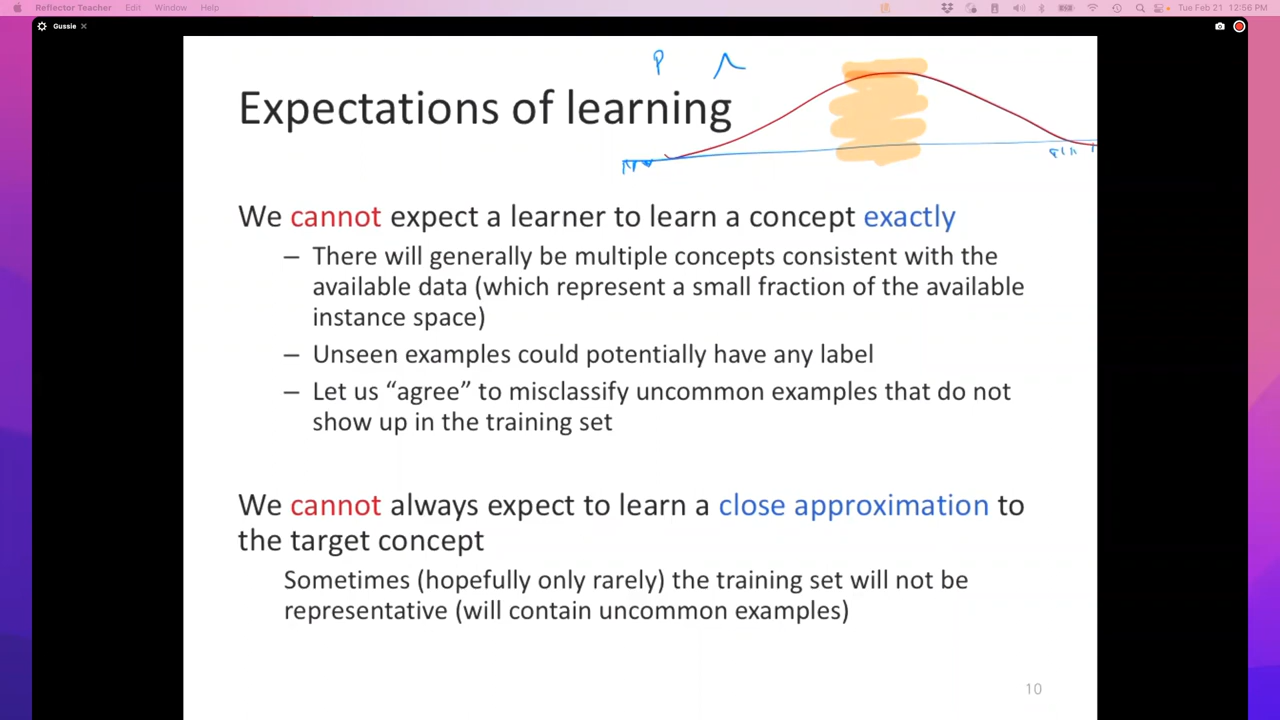 Reflector Teacher Edit Window Help Tue Feb 21 12:56 PM
Gussie
P
Expectations of learning
We cannot expect a learner to learn a concept exactly
– There will generally be multiple concepts consistent with the
available data (which represent a small fraction of the available
instance space)
– Unseen examples could potentially have any label
– Let us “agree” to misclassify uncommon examples that do not
show up in the training set
We cannot always expect to learn a close approximation to
the target concept
Sometimes (hopefully only rarely) the training set will not be
representative (will contain uncommon examples)
10